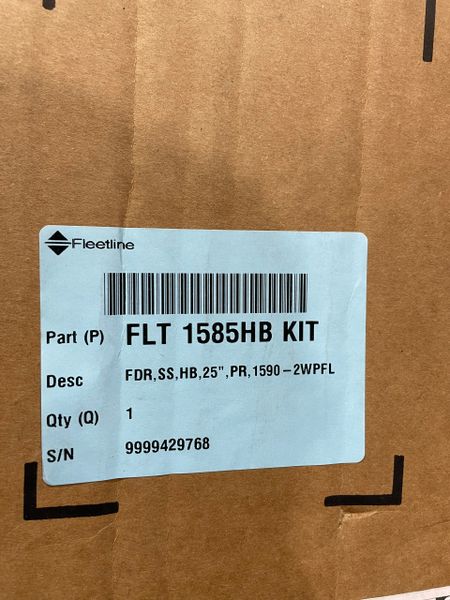 Fleetline
Part (P) FLT 1585HB KIT
Desc FDR,SS,HB,25",PR,1590-2WPFL
Qty (Q) 1
S/N 9999429768